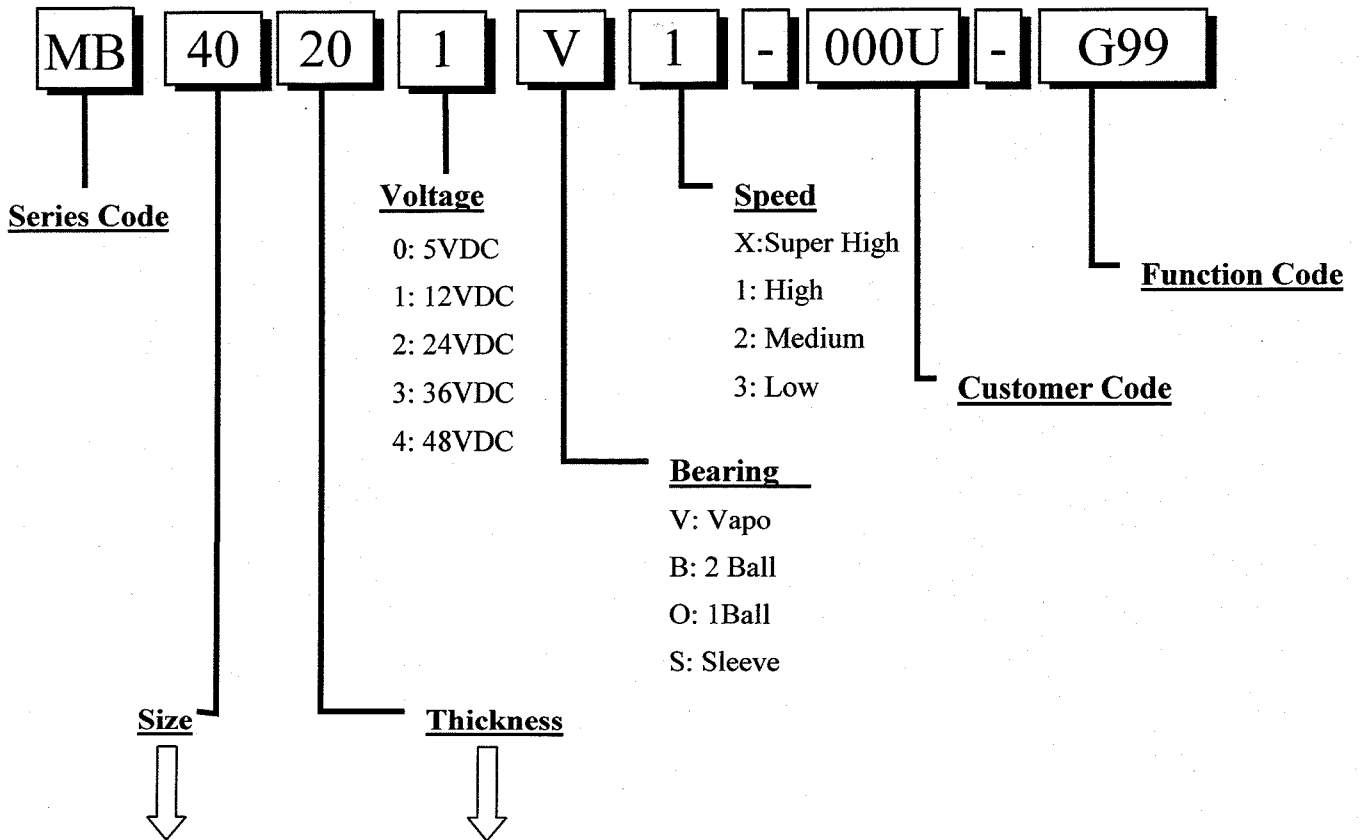 MB 40 20 1 V 1 - 000U - G99
Series Code
Voltage
0: 5VDC
1: 12VDC
2: 24VDC
3: 36VDC
4: 48VDC
Speed
X:Super High
1: High
2: Medium
3: Low
Function Code
Customer Code
Bearing
V: Vapo
B: 2 Ball
O: 1Ball
S: Sleeve
Size
Thickness